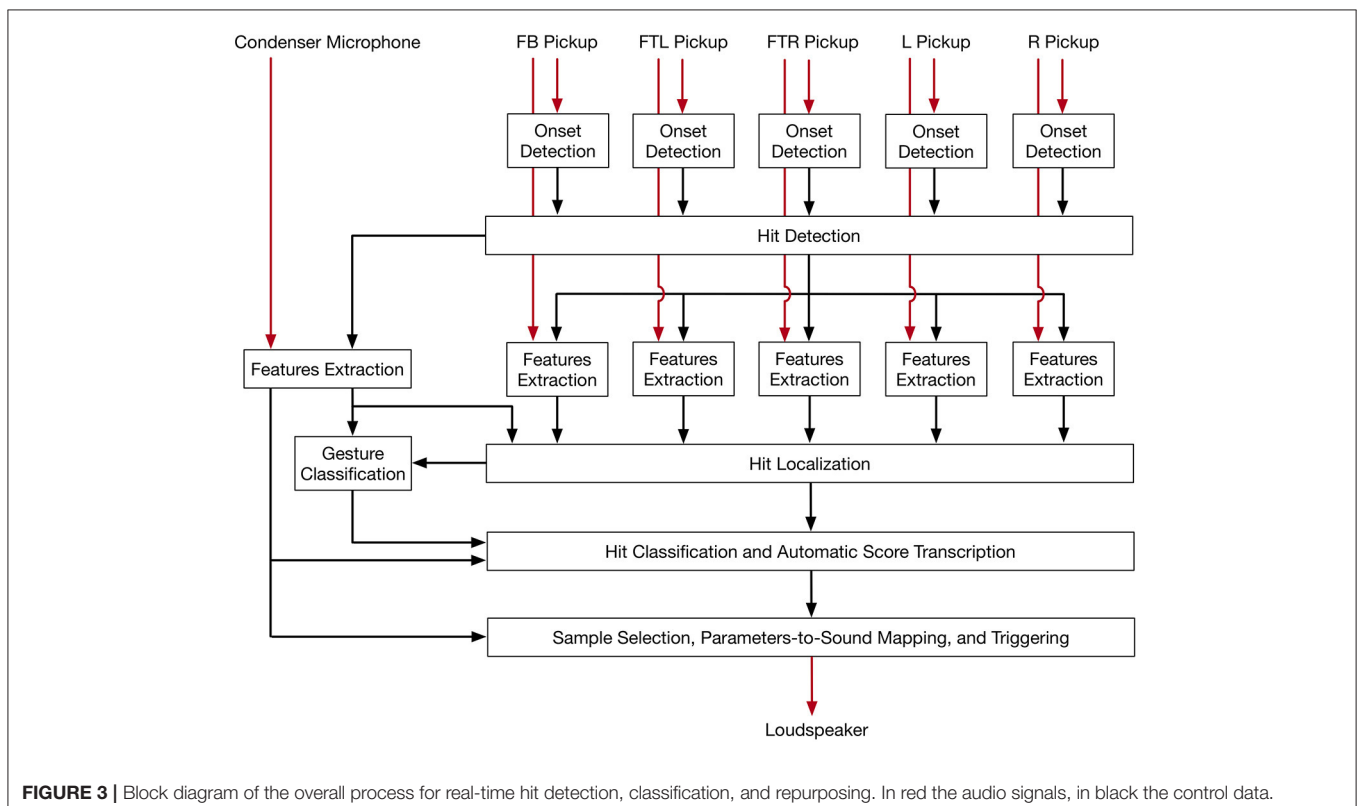 Condenser Microphone
FB Pickup
FTL Pickup
FTR Pickup
L Pickup
R Pickup
Onset
Detection
Onset
Detection
Onset
Detection
Onset
Detection
Onset
Detection
Hit Detection
Features Extraction
Features
Extraction
Features
Extraction
Features
Extraction
Features
Extraction
Features
Extraction
Gesture
Classification
Hit Localization
Hit Classification and Automatic Score Transcription
Sample Selection, Parameters-to-Sound Mapping, and Triggering
Loudspeaker
FIGURE 3 | Block diagram of the overall process for real-time hit detection, classification, and repurposing. In red the audio signals, in black the control data.